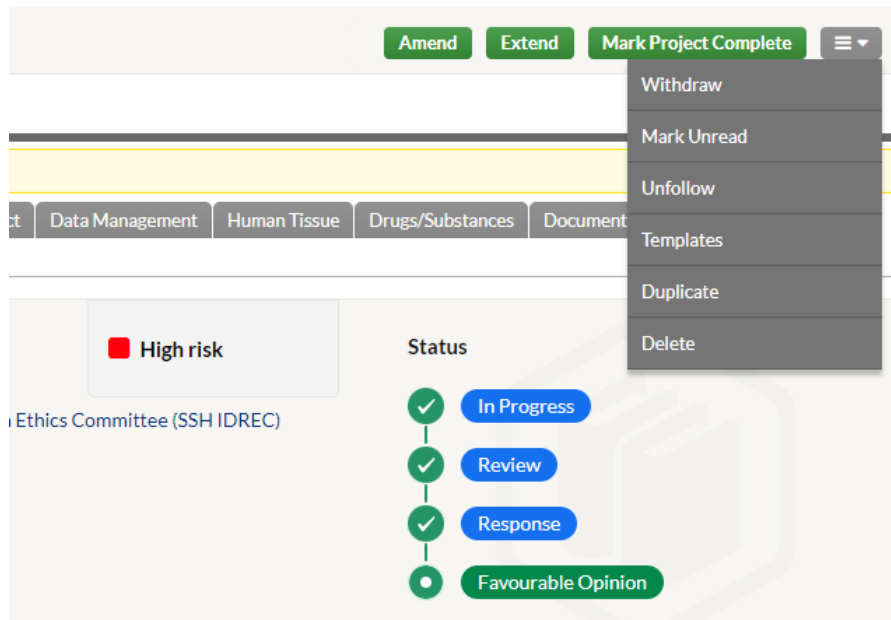 Amend Extend Mark Project Complete
Withdraw
Mark Unread
Unfollow
Data Management Human Tissue Drugs/Substances Document
Templates
Duplicate
Delete
High risk
Status
Ethics Committee (SSH IDREC)
In Progress
Review
Response
Favourable Opinion